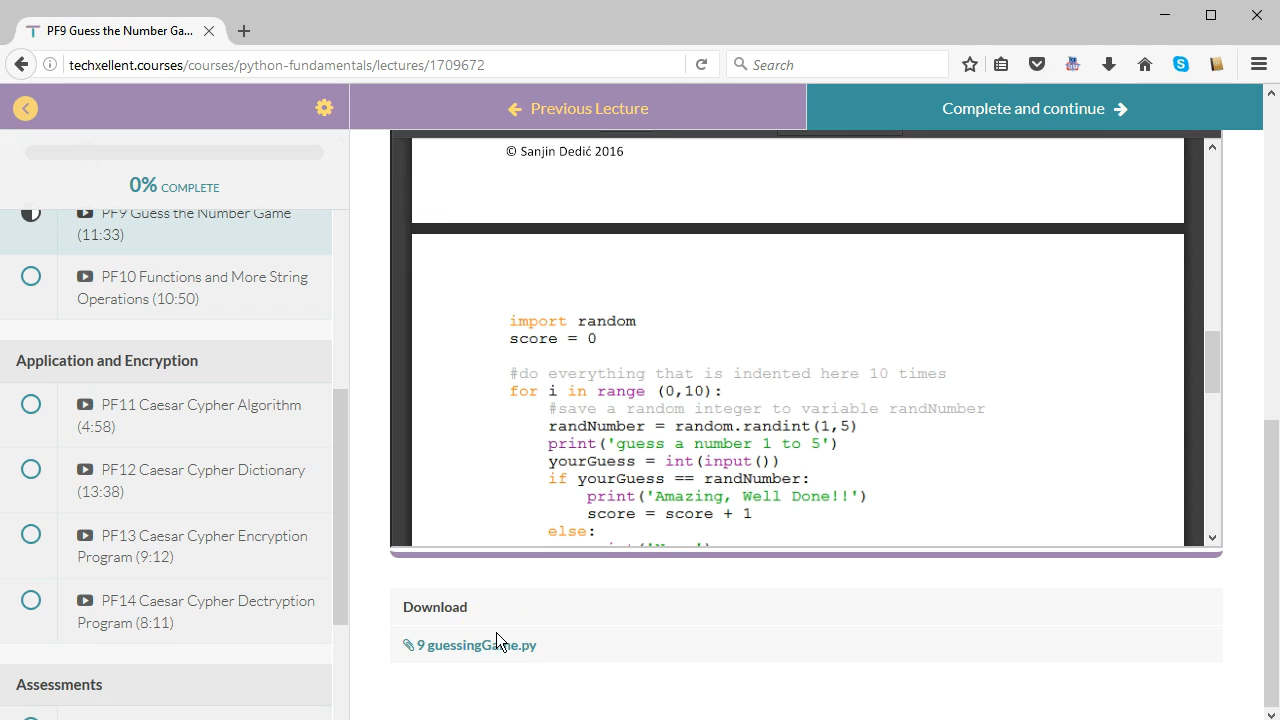 PF9 Guess the Number Ga...
techxellent.courses/courses/python-fundamentals/lectures/1709672
Search
Previous Lecture
Complete and continue
0% COMPLETE
PF9 Guess the Number Game
(11:33)
PF10 Functions and More String
Operations (10:50)
Application and Encryption
PF11 Caesar Cypher Algorithm
(4:58)
PF12 Caesar Cypher Dictionary
(13:38)
PF13 Caesar Cypher Encryption
Program (9:12)
PF14 Caesar Cypher Dectryption
Program (8:11)
Assessments
© Sanjin Dedić 2016
import random
score = 0
#do everything that is indented here 10 times
for i in range (0,10):
#save a random integer to variable randNumber
randNumber = random.randint(1,5)
print('guess a number 1 to 5')
yourGuess = int(input())
if yourGuess == randNumber:
print('Amazing, Well Done!!')
score = score + 1
else:
Download
9 guessingGame.py